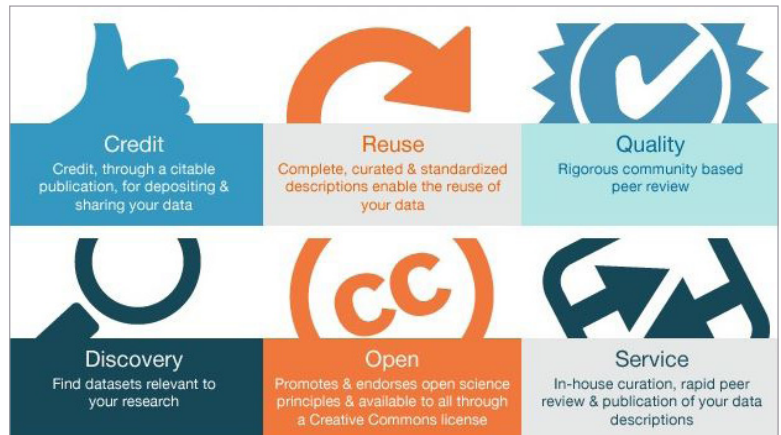 Credit
Credit, through a citable
publication, for depositing &
sharing your data
Reuse
Complete, curated & standardized
descriptions enable the reuse of
your data
Quality
Rigorous community based
peer review
Discovery
Find datasets relevant to
your research
CC
Open
Promotes & endorses open science
principles & available to all through
a Creative Commons license
Service
In-house curation, rapid peer
review & publication of your data
descriptions